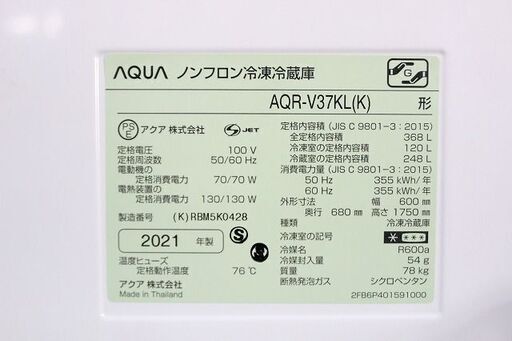 AQUA ノンフロン冷凍冷蔵庫
G
AQR-V37KL(K) 形
PS
E
アクア 株式会社
S JET
定格電圧 100 V
定格周波数 50/60 Hz
電動機の
定格消費電力 70/70 W
電熱装置の
定格消費電力 130/130 W
製造番号 (K)RBM5K0428
2021 年製
S
温度ヒューズ
定格動作温度 76℃
アクア 株式会社
Made in Thailand
定格内容積 (JIS C 9801-3 : 2015)
全定格内容積 368 L
冷凍室の定格内容積 120 L
冷蔵室の定格内容積 248 L
消費電力量 (JIS C 9801-3 : 2015)
50 Hz 355 kWh/ 年
60 Hz 355 kWh/ 年
外形寸法 幅 600 mm
奥行 680 mm 高さ 1750 mm
種類 冷凍冷蔵庫
冷凍室の記号
冷媒名 R600a
冷媒封入量 54 g
質量 78 kg
断熱発泡ガス シクロペンタン
2FB6P401591000